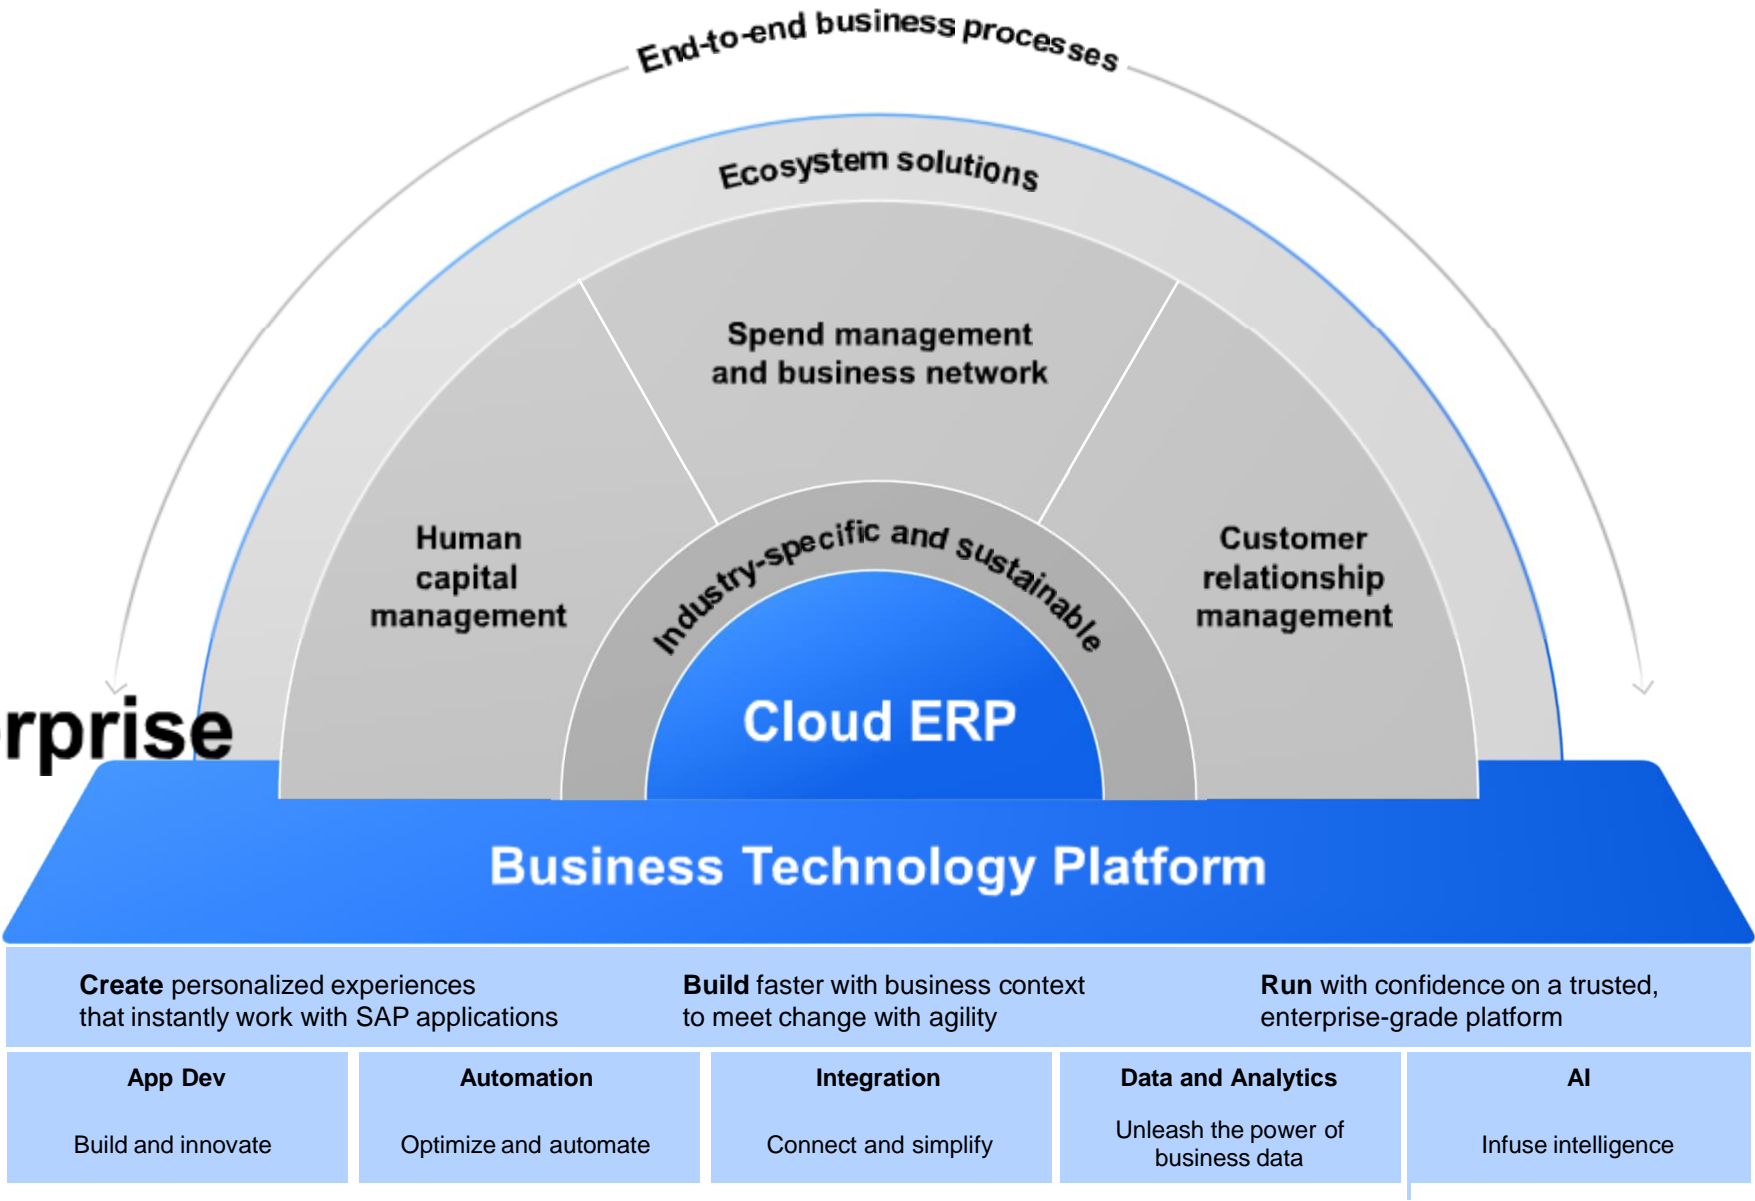 End-to-end business processes
Ecosystem solutions
Spend management
and business network
Human
capital
management
Industry-specific and sustainable
Customer
relationship
management
Cloud ERP
rprise
Business Technology Platform
Create personalized experiences
that instantly work with SAP applications
Build faster with business context
to meet change with agility
Run with confidence on a trusted,
enterprise-grade platform
App Dev
Build and innovate
Automation
Optimize and automate
Integration
Connect and simplify
Data and Analytics
Unleash the power of
business data
AI
Infuse intelligence